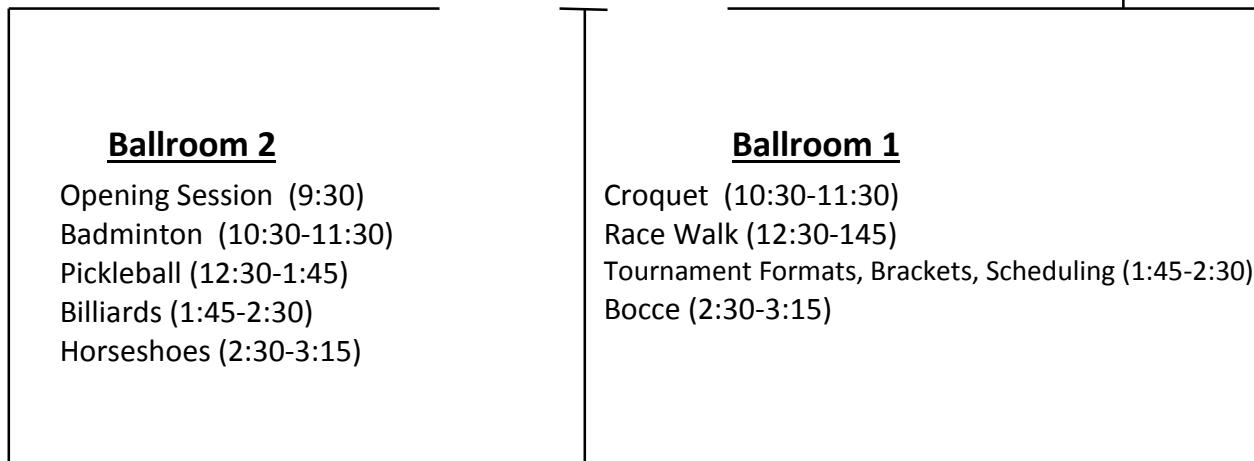 Ballroom 2
Opening Session  (9:30)
Badminton  (10:30-11:30)
Pickleball (12:30-1:45)
Billiards (1:45-2:30)
Horseshoes (2:30-3:15)
Ballroom 1
Croquet  (10:30-11:30)
Race Walk (12:30-145)
Tournament Formats, Brackets, Scheduling (1:45-2:30)
Bocce (2:30-3:15)